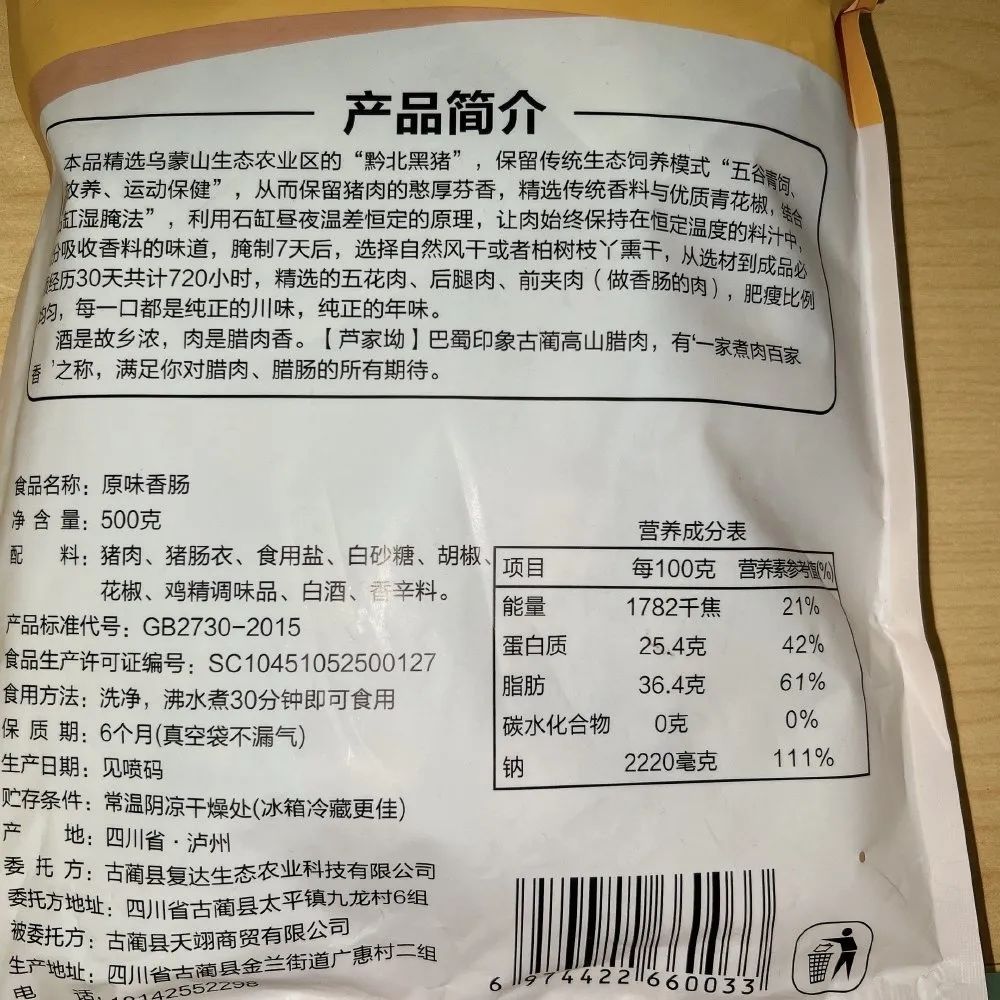 产品简介
本品精选乌蒙山生态农业区的“黔北黑猪”，保留传统生态饲养模式“五谷青饲、
放养、运动保健”，从而保留猪肉的憨厚芬香，精选传统香料与优质青花椒，结合
缸湿腌法”，利用石缸昼夜温差恒定的原理，让肉始终保持在恒定温度的料汁中，
吸收香料的味道，腌制7天后，选择自然风干或者柏树枝丫熏干，从选材到成品必
经历30天共计720小时，精选的五花肉、后腿肉、前夹肉（做香肠的肉），肥瘦比例
均匀，每一口都是纯正的川味，纯正的年味。
酒是故乡浓，肉是腊肉香。【芦家坳】巴蜀印象古蔺高山腊肉，有‘一家煮肉百家
香’之称，满足你对腊肉、腊肠的所有期待。
食品名称：原味香肠
净含量：500克
配料：猪肉、猪肠衣、食用盐、白砂糖、胡椒、
花椒、鸡精调味品、白酒、香辛料。
产品标准代号：GB2730-2015
食品生产许可证编号：SC10451052500127
食用方法：洗净，沸水煮30分钟即可食用
保质期：6个月(真空袋不漏气)
生产日期：见喷码
贮存条件：常温阴凉干燥处(冰箱冷藏更佳)
产地：四川省·泸州
委托方：古蔺县复达生态农业科技有限公司
委托方地址：四川省古蔺县太平镇九龙村6组
被委托方：古蔺县天翊商贸有限公司
生产地址：四川省古蔺县金兰街道广惠村二组
电话：18142552298
营养成分表
项目 每100克 营养素参考值(%)
能量 1782千焦 21%
蛋白质 25.4克 42%
脂肪 36.4克 61%
碳水化合物 0克 0%
钠 2220毫克 111%
6 974422 660033